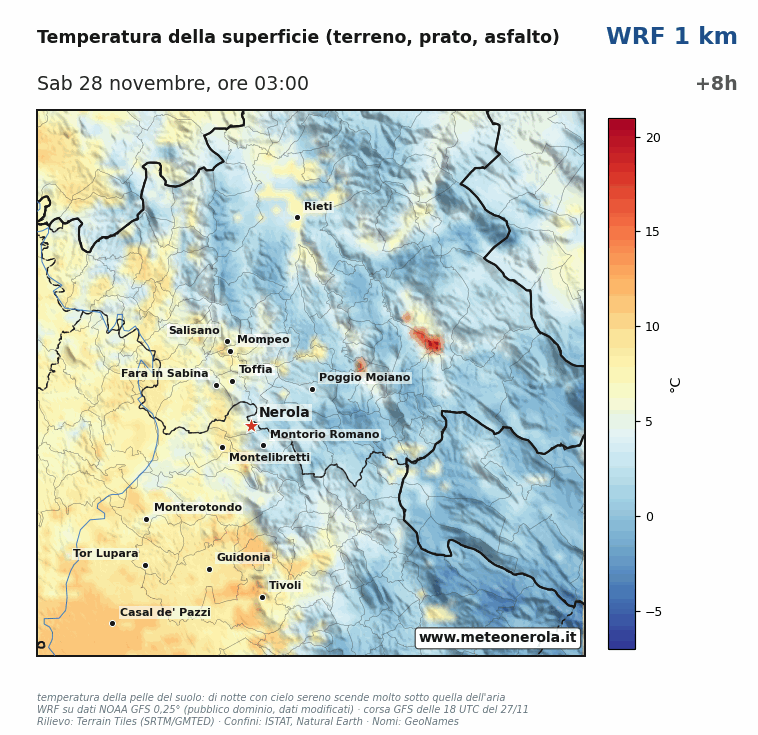 Temperatura della superficie (terreno, prato, asfalto)
WRF 1 km
Sab 28 novembre, ore 03:00
+8h
Rieti
Salisano
Mompeo
Fara in Sabina
Toffia
Poggio Moiano
Nerola
Montorio Romano
Montelibretti
Monterotondo
Tor Lupara
Guidonia
Tivoli
Casal de' Pazzi
www.meteonerola.it
20
15
10
5
0
−5
°C
temperatura della pelle del suolo: di notte con cielo sereno scende molto sotto quella dell'aria
WRF su dati NOAA GFS 0,25° (pubblico dominio, dati modificati) · corsa GFS delle 18 UTC del 27/11
Rilievo: Terrain Tiles (SRTM/GMTED) · Confini: ISTAT, Natural Earth · Nomi: GeoNames